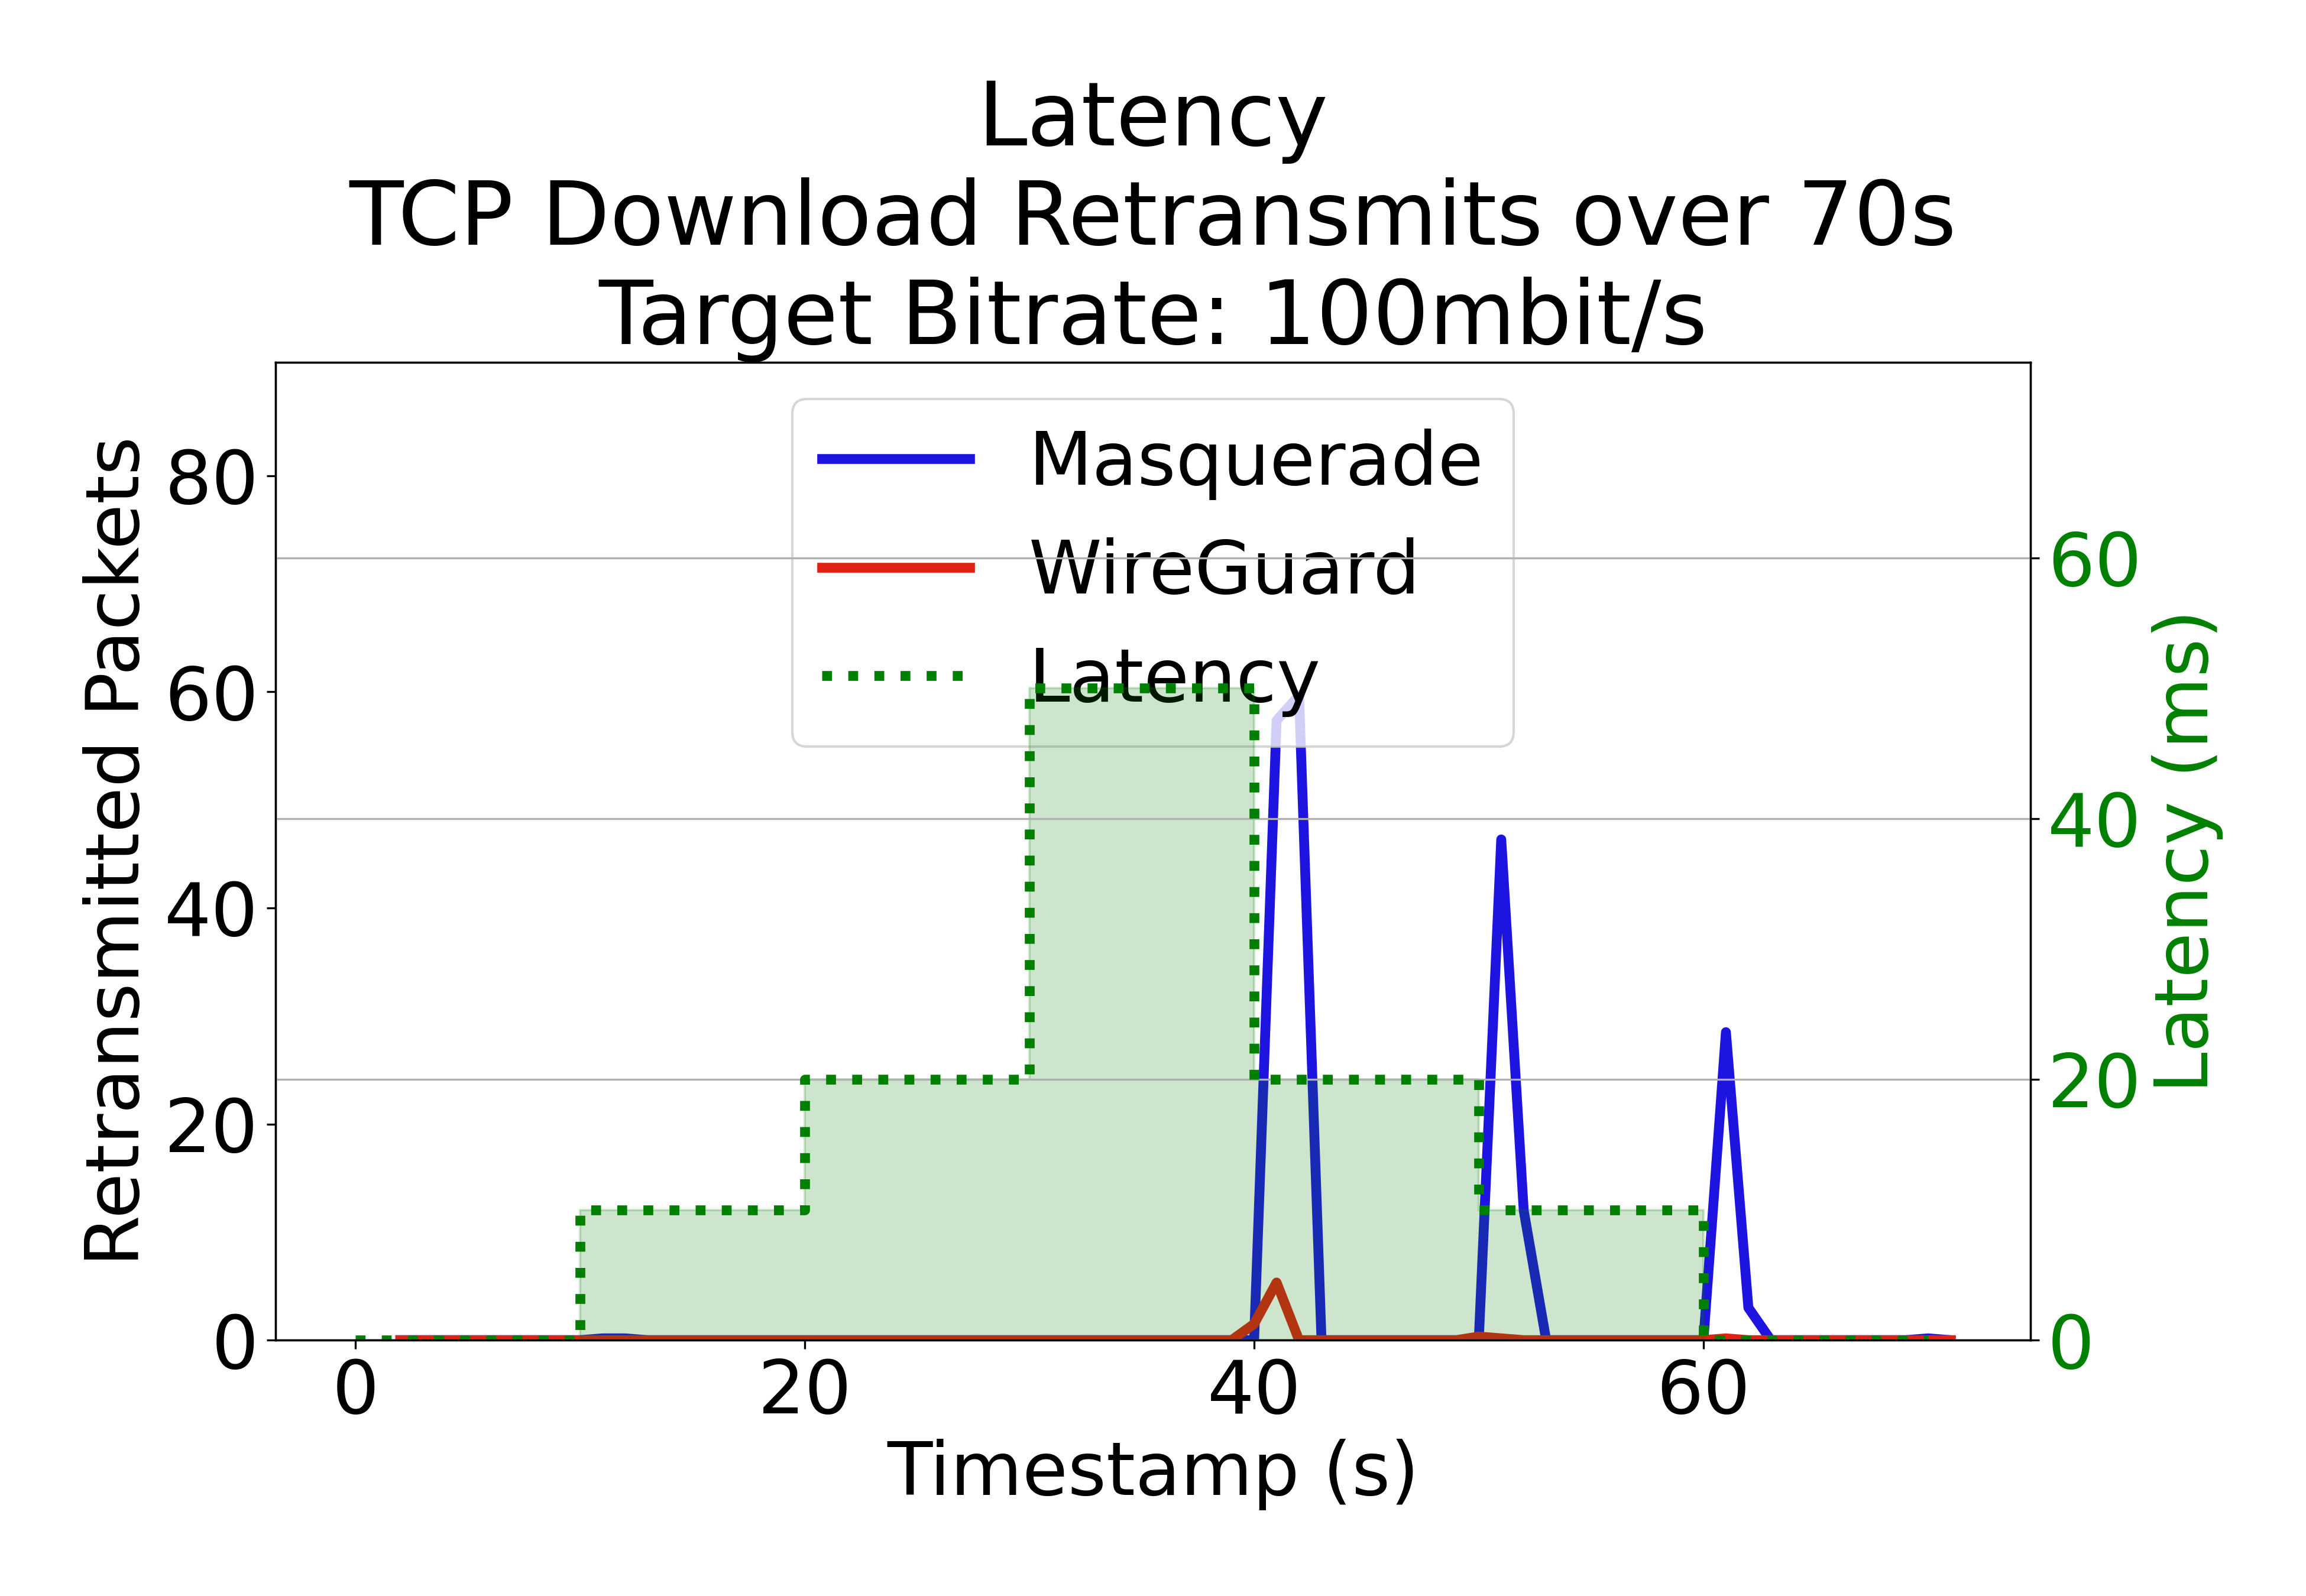 Latency
TCP Download Retransmits over 70s
Target Bitrate: 100mbit/s
Retransmitted Packets
80
60
40
20
0
Masquerade
WireGuard
Latency
60
40
20
0
Latency (ms)
0
20
40
60
Timestamp (s)